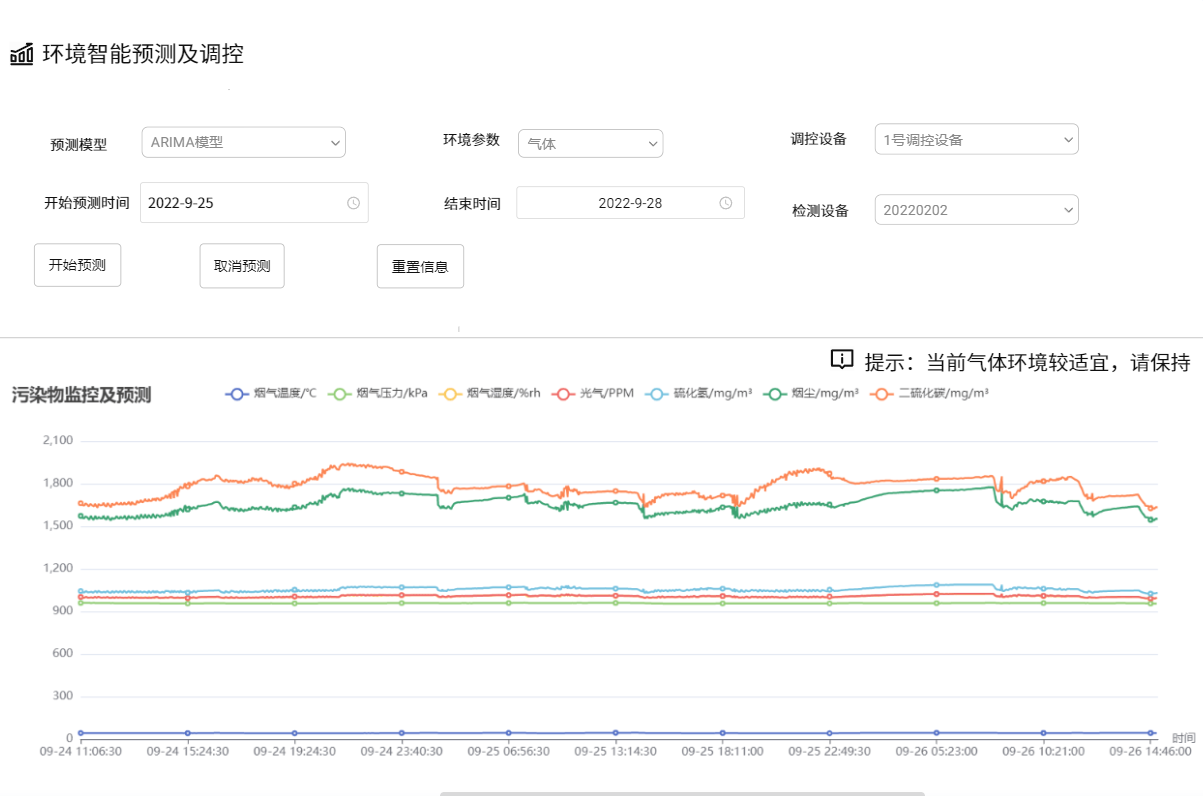 环境智能预测及调控
预测模型 ARIMA模型 环境参数 气体 调控设备 1号调控设备
开始预测时间 2022-9-25 结束时间 2022-9-28 检测设备 20220202
开始预测 取消预测 重置信息
提示：当前气体环境较适宜，请保持
污染物监控及预测
烟气温度/℃ 烟气压力/kPa 烟气湿度/%rh 光气/PPM 硫化氢/mg/m³ 烟尘/mg/m³ 二硫化碳/mg/m³
2,100
1,800
1,500
1,200
900
600
300
0
时间
09-24 11:06:30 09-24 15:24:30 09-24 19:24:30 09-24 23:40:30 09-25 06:56:30 09-25 13:14:30 09-25 18:11:00 09-25 22:49:30 09-26 05:23:00 09-26 10:21:00 09-26 14:46:00